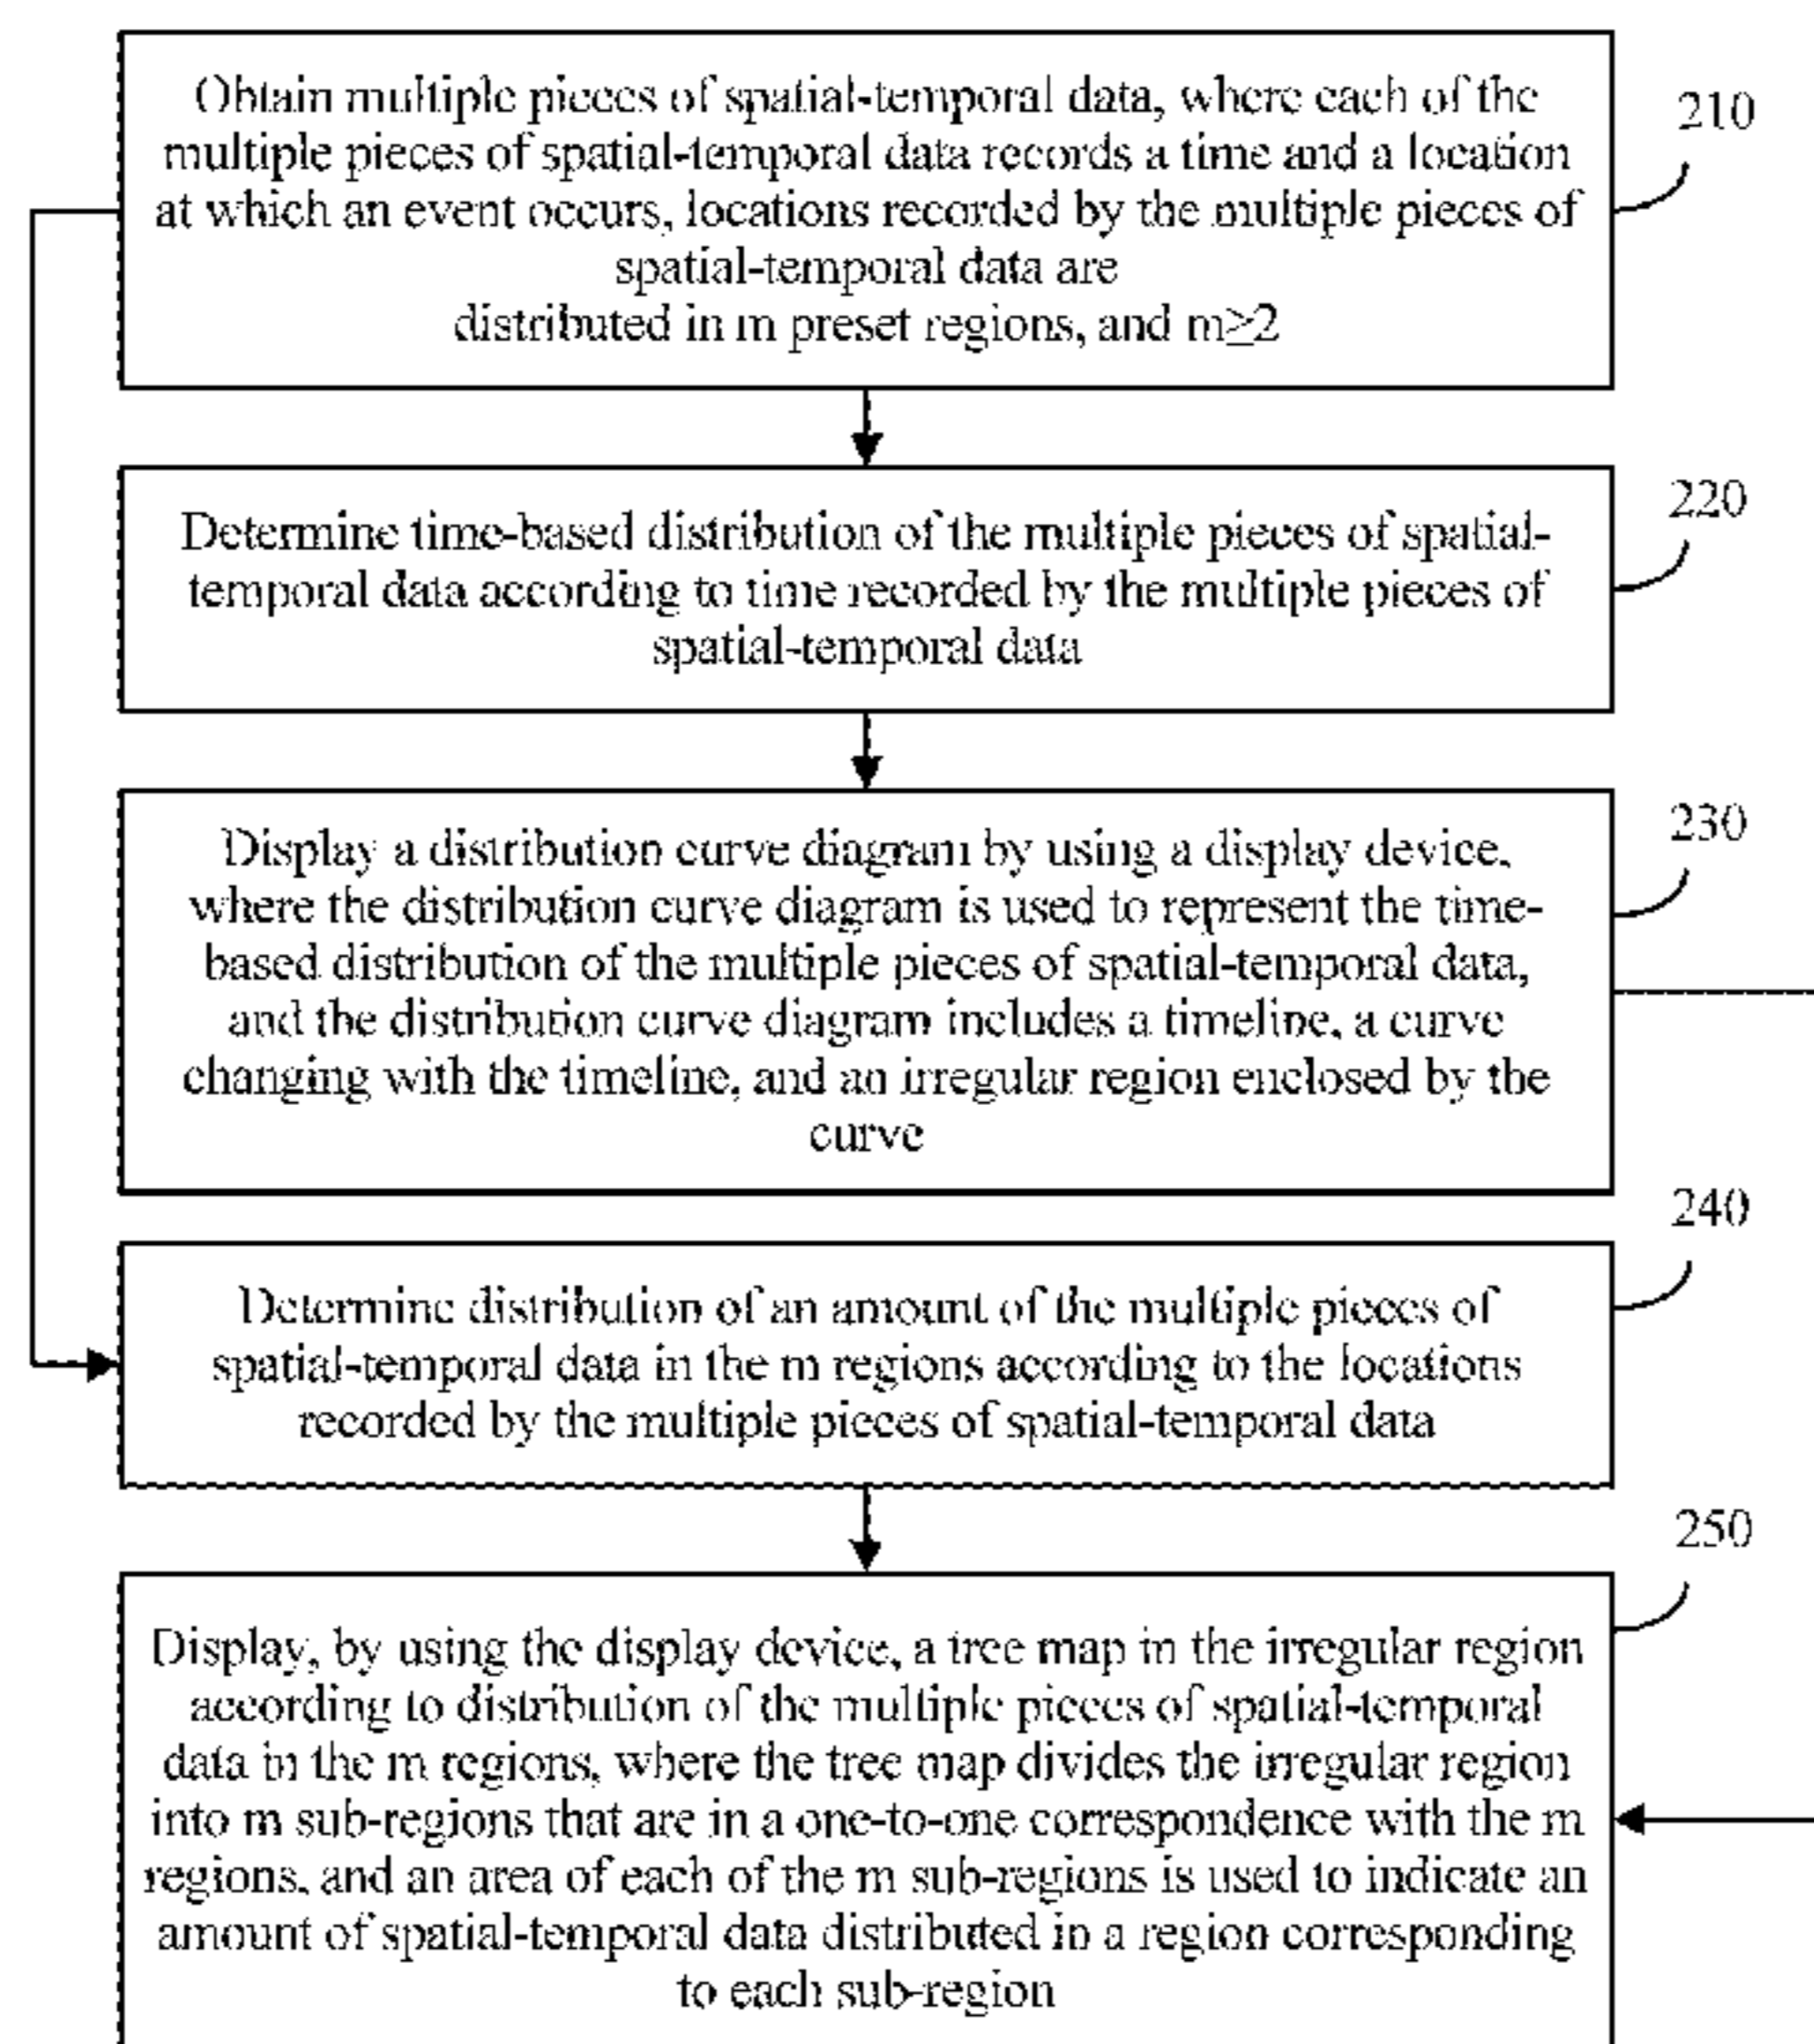 Obtain multiple pieces of spatial-temporal data, where each of the
multiple pieces of spatial-temporal data records a time and a location
at which an event occurs, locations recorded by the multiple pieces of
spatial-temporal data are
distributed in m preset regions, and m≥2
210
Determine time-based distribution of the multiple pieces of spatial-
temporal data according to time recorded by the multiple pieces of
spatial-temporal data
220
Display a distribution curve diagram by using a display device,
where the distribution curve diagram is used to represent the time-
based distribution of the multiple pieces of spatial-temporal data,
and the distribution curve diagram includes a timeline, a curve
changing with the timeline, and an irregular region enclosed by the
curve
230
Determine distribution of an amount of the multiple pieces of
spatial-temporal data in the m regions according to the locations
recorded by the multiple pieces of spatial-temporal data
240
Display, by using the display device, a tree map in the irregular region
according to distribution of the multiple pieces of spatial-temporal
data in the m regions, where the tree map divides the irregular region
into m sub-regions that are in a one-to-one correspondence with the m
regions, and an area of each of the m sub-regions is used to indicate an
amount of spatial-temporal data distributed in a region corresponding
to each sub-region
250